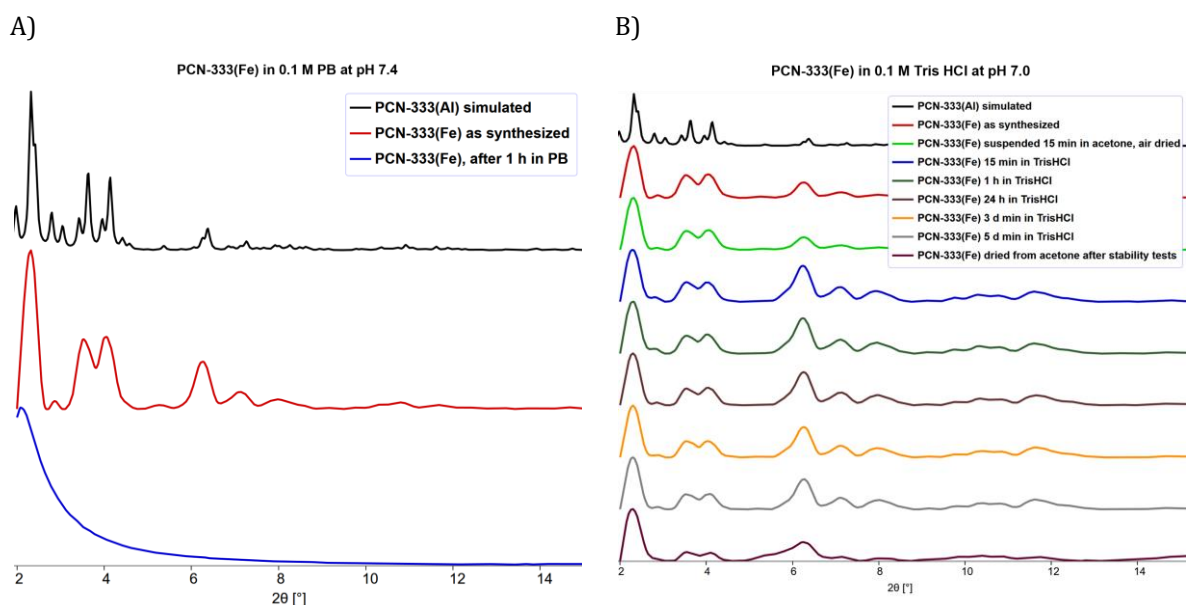 A)
PCN-333(Fe) in 0.1 M PB at pH 7.4
PCN-333(Al) simulated
PCN-333(Fe) as synthesized
PCN-333(Fe), after 1 h in PB
2 4 6 8 10 12 14
2θ [°]
B)
PCN-333(Fe) in 0.1 M Tris HCl at pH 7.0
PCN-333(Al) simulated
PCN-333(Fe) as synthesized
PCN-333(Fe) suspended 15 min in acetone, air dried
PCN-333(Fe) 15 min in TrisHCl
PCN-333(Fe) 1 h in TrisHCl
PCN-333(Fe) 24 h in TrisHCl
PCN-333(Fe) 3 d min in TrisHCl
PCN-333(Fe) 5 d min in TrisHCl
PCN-333(Fe) dried from acetone after stability tests
2 4 6 8 10 12 14
2θ [°]